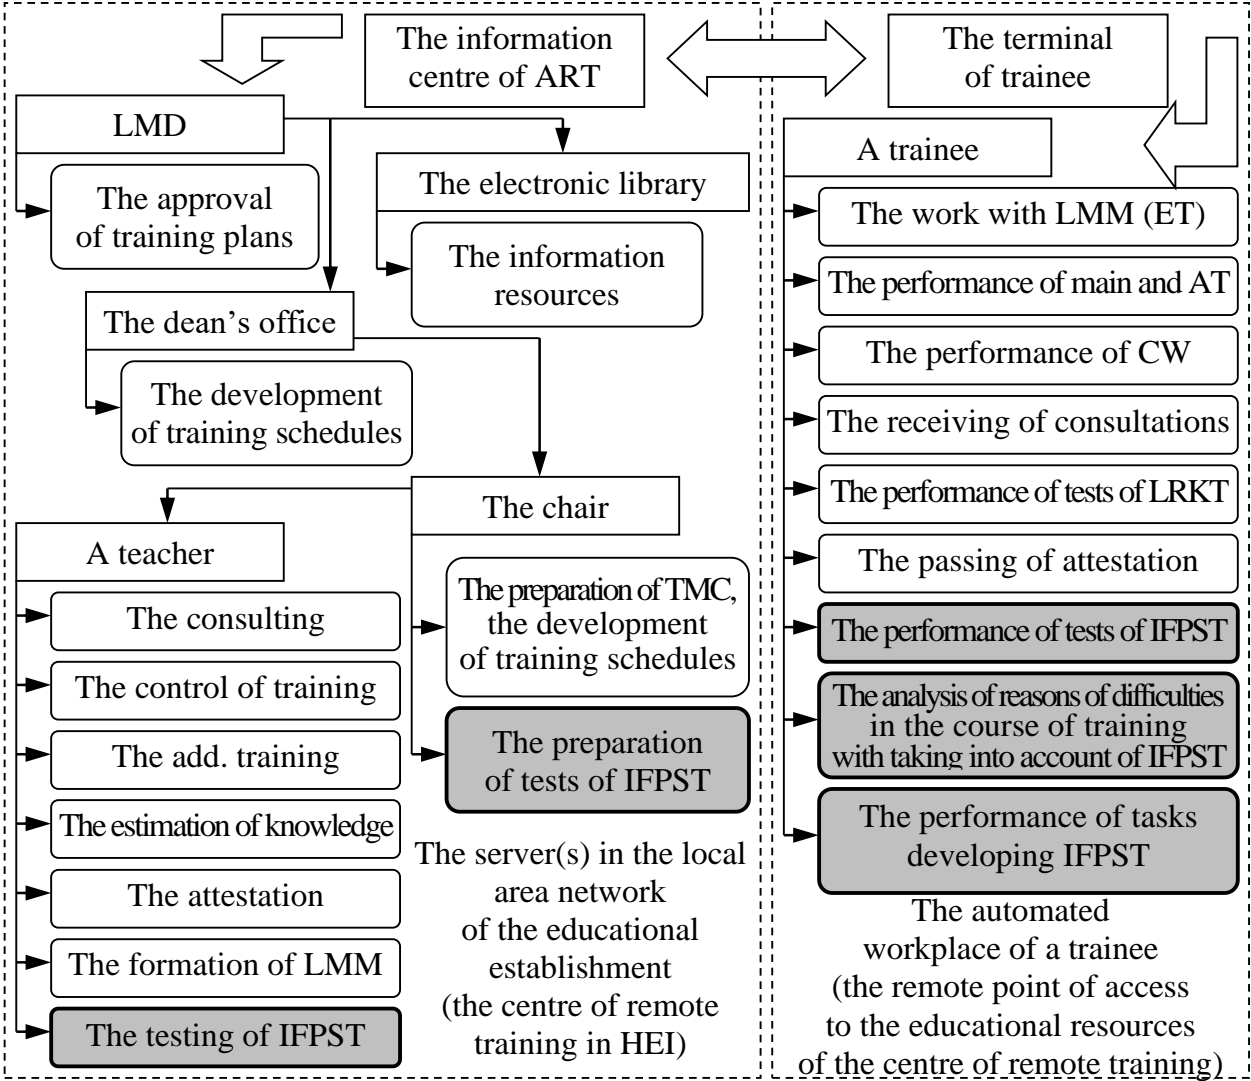 The information
centre of ART
LMD
The approval
of training plans
The electronic library
The information
resources
The dean’s office
The development
of training schedules
The chair
The preparation of TMC,
the development
of training schedules
The preparation
of tests of IFPST
A teacher
The consulting
The control of training
The add. training
The estimation of knowledge
The attestation
The formation of LMM
The testing of IFPST
The server(s) in the local
area network
of the educational
establishment
(the centre of remote
training in HEI)
The terminal
of trainee
A trainee
The work with LMM (ET)
The performance of main and AT
The performance of CW
The receiving of consultations
The performance of tests of LRKT
The passing of attestation
The performance of tests of IFPST
The analysis of reasons of difficulties
in the course of training
with taking into account of IFPST
The performance of tasks
developing IFPST
The automated
workplace of a trainee
(the remote point of access
to the educational resources
of the centre of remote training)